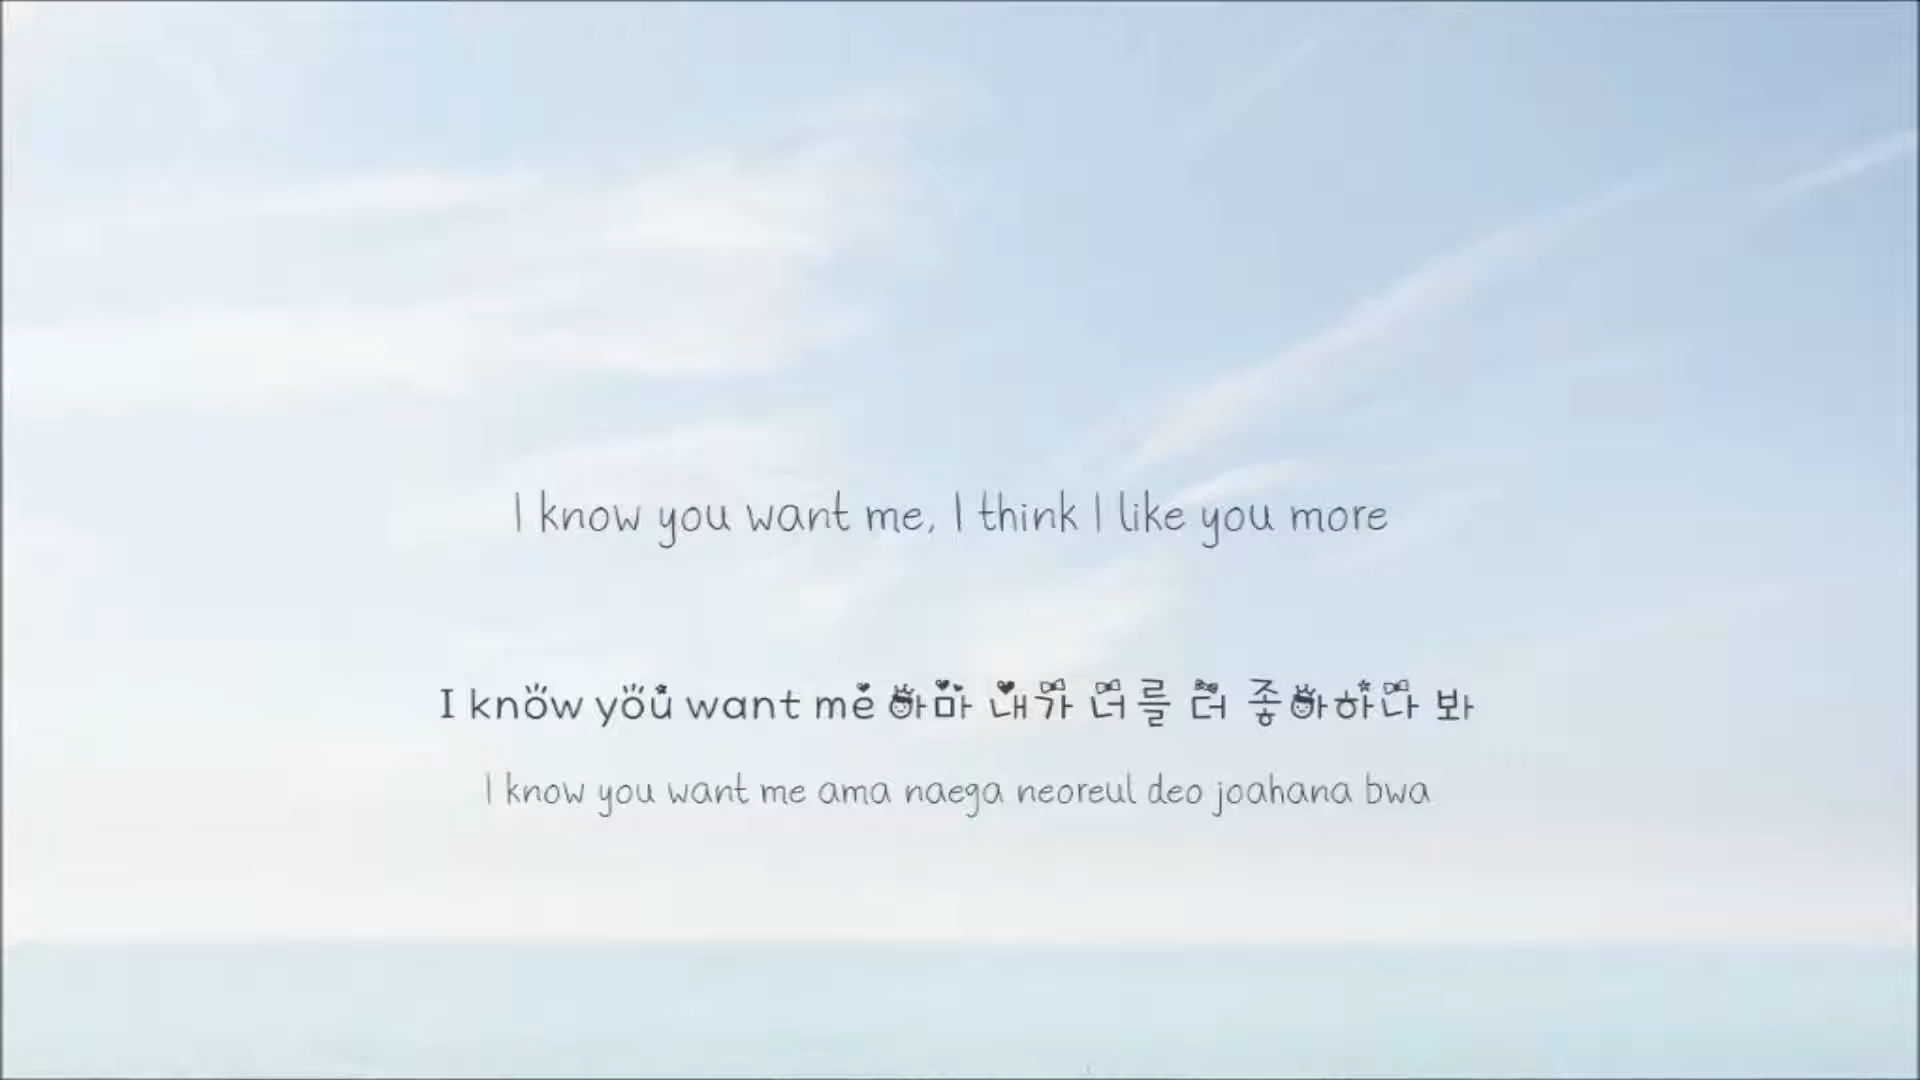 I know you want me, I think I like you more
I know you want me 아마 내가 너를 더 좋아하나 봐
I know you want me ama naega neoreul deo joahana bwa